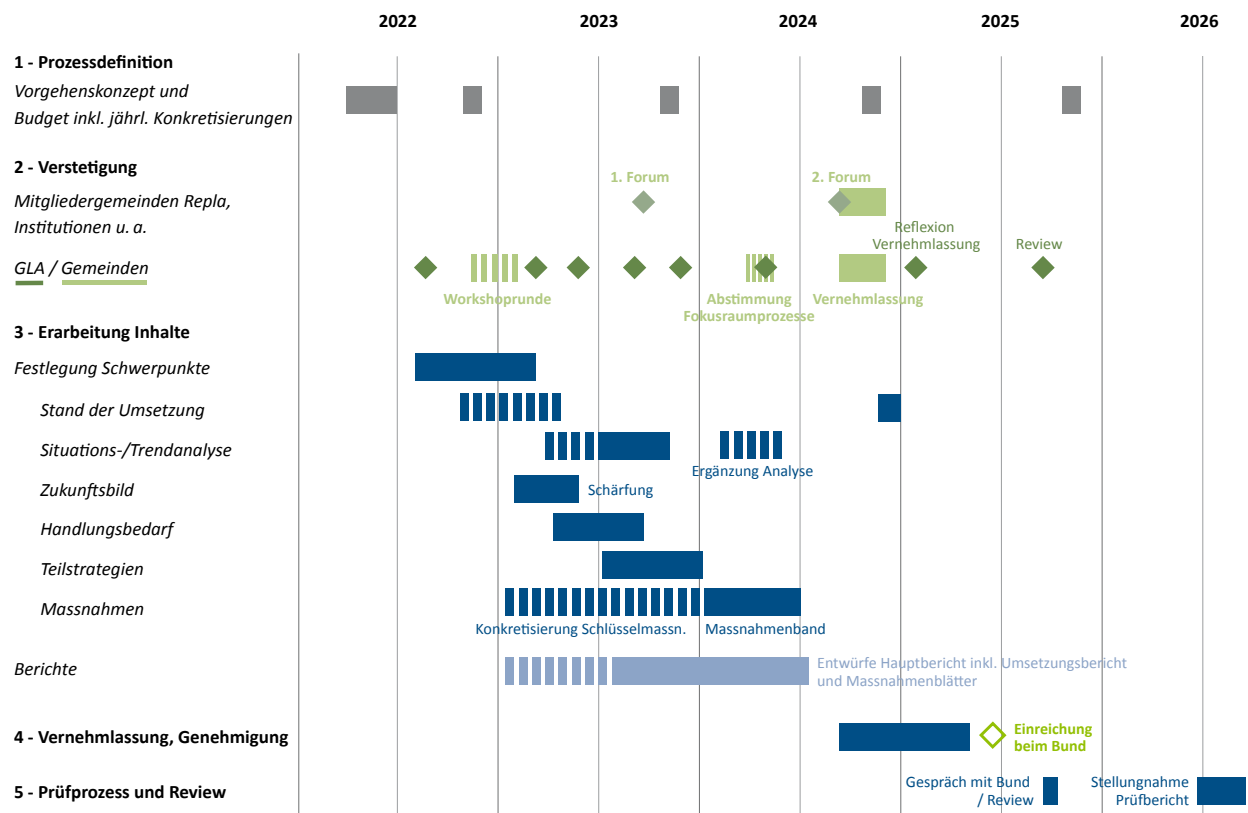 2022 2023 2024 2025 2026
1 - Prozessdefinition
Vorgehenskonzept und
Budget inkl. jährl. Konkretisierungen
2 - Verstetigung
1. Forum 2. Forum
Mitgliedergemeinden Repla,
Institutionen u. a.
Reflexion
Vernehmlassung
Review
GLA / Gemeinden
Workshoprunde
Abstimmung
Fokusraumprozesse
Vernehmlassung
3 - Erarbeitung Inhalte
Festlegung Schwerpunkte
Stand der Umsetzung
Situations-/Trendanalyse
Ergänzung Analyse
Zukunftsbild
Schärfung
Handlungsbedarf
Teilstrategien
Massnahmen
Konkretisierung Schlüsselmassn.
Massnahmenband
Berichte
Entwürfe Hauptbericht inkl. Umsetzungsbericht
und Massnahmenblätter
4 - Vernehmlassung, Genehmigung
Einreichung
beim Bund
5 - Prüfprozess und Review
Gespräch mit Bund
/ Review
Stellungnahme
Prüfbericht